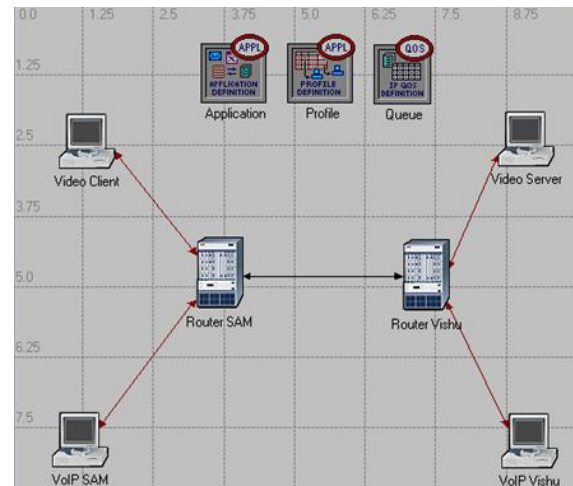 0.0 1.25 2.5 3.75 5.0 6.25 7.5 8.75
APPL APPL QOS
1.25
APPLICATION DEFINITION PROFILE DEFINITION IP QOS DEFINITION
Application Profile Queue
2.5
Video Client Video Server
3.75
5.0
Router SAM Router Vishu
6.25
7.5
VoIP SAM VoIP Vishu